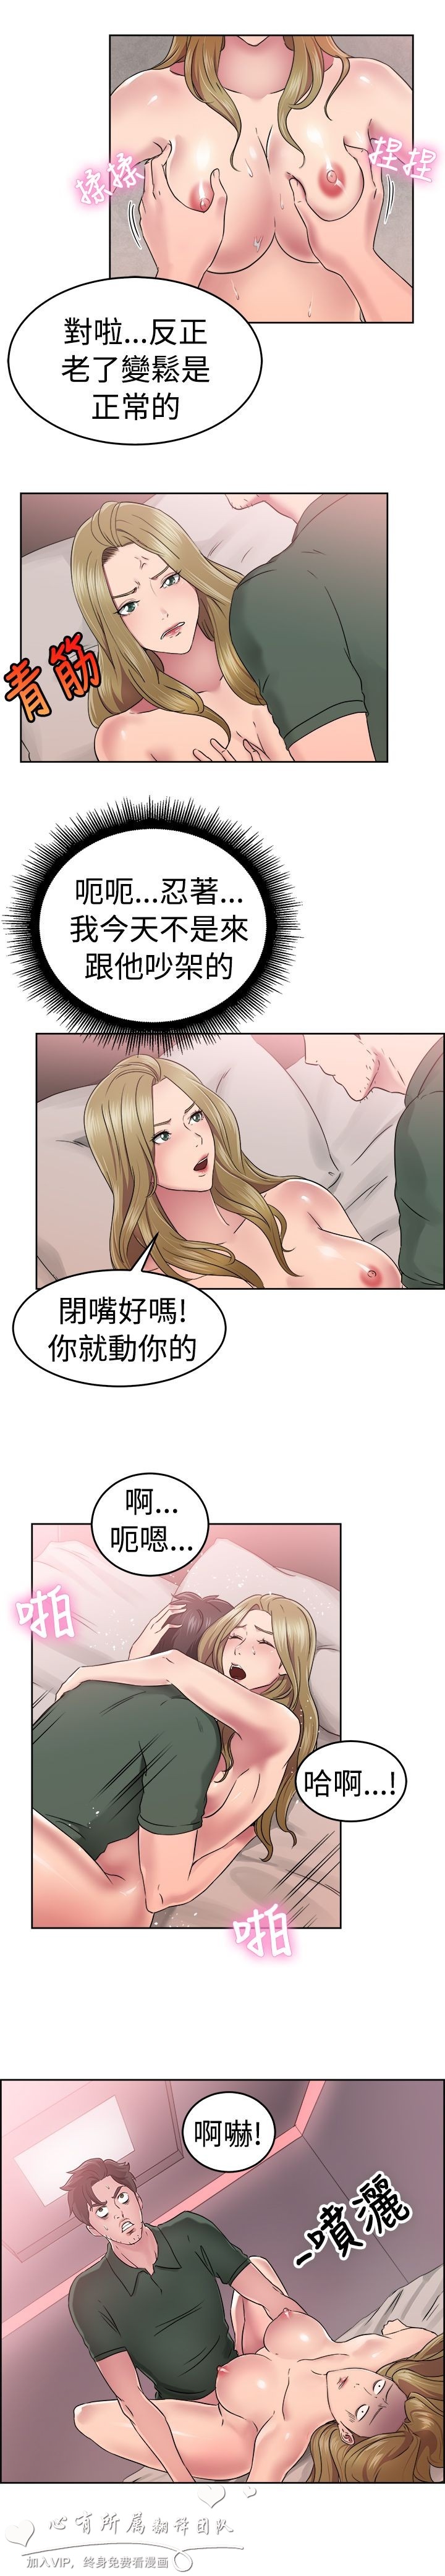 揉揉
捏捏
對啦...反正
老了變鬆是
正常的
青筋
呃呃...忍著...
我今天不是來
跟他吵架的
閉嘴好嗎!
你就動你的
啊...
呃嗯...
啪
哈啊...!
啪
啊嚇!
-噴灑
心有所属翻译团队
加入VIP，终身免费看漫画